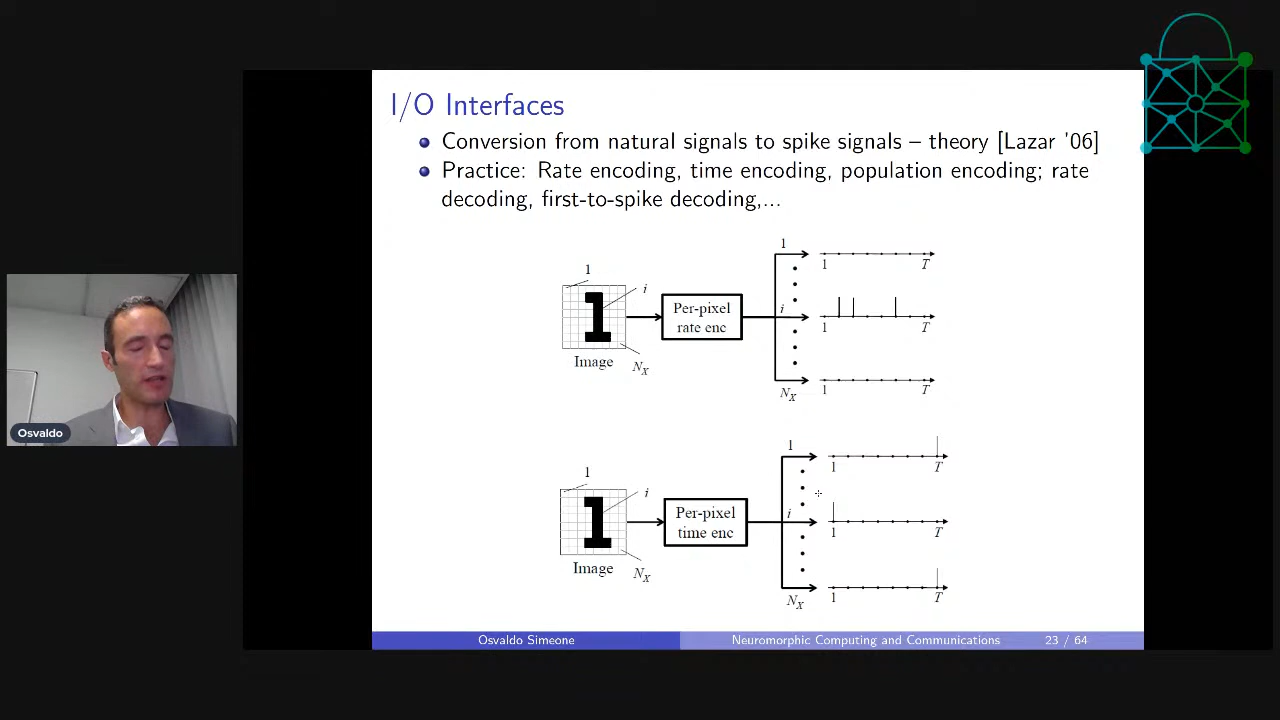 I/O Interfaces
Conversion from natural signals to spike signals – theory [Lazar '06]
Practice: Rate encoding, time encoding, population encoding; rate
decoding, first-to-spike decoding,...
1
i
Image
N_X
Per-pixel
rate enc
1
i
N_X
1 T
1 T
1 T
1
i
Image
N_X
Per-pixel
time enc
1
i
N_X
1 T
1 T
1 T
Osvaldo
Osvaldo Simeone Neuromorphic Computing and Communications 23 / 64